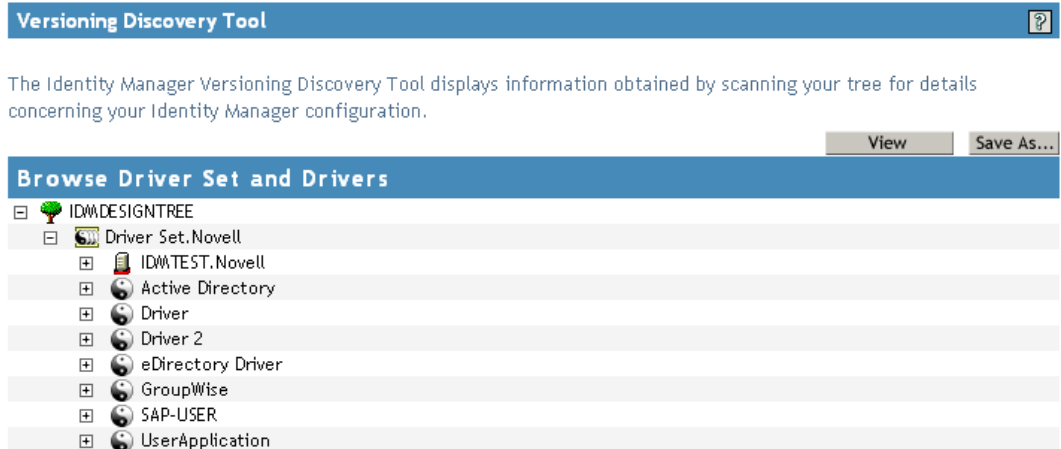 Versioning Discovery Tool
?
The Identity Manager Versioning Discovery Tool displays information obtained by scanning your tree for details
concerning your Identity Manager configuration.
View Save As...
Browse Driver Set and Drivers
IDMDESIGNTREE
Driver Set.Novell
IDMTEST.Novell
Active Directory
Driver
Driver 2
eDirectory Driver
GroupWise
SAP-USER
UserApplication